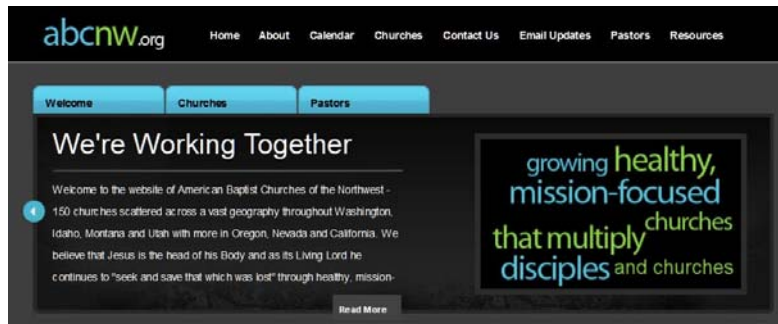 abcnw.org
Home About Calendar Churches Contact Us Email Updates Pastors Resources
Welcome Churches Pastors
We're Working Together
Welcome to the website of American Baptist Churches of the Northwest -
150 churches scattered across a vast geography throughout Washington,
Idaho, Montana and Utah with more in Oregon, Nevada and California. We
believe that Jesus is the head of his Body and as its Living Lord he
continues to "seek and save that which was lost" through healthy, mission-
Read More
growing healthy,
mission-focused
churches
that multiply
disciples and churches